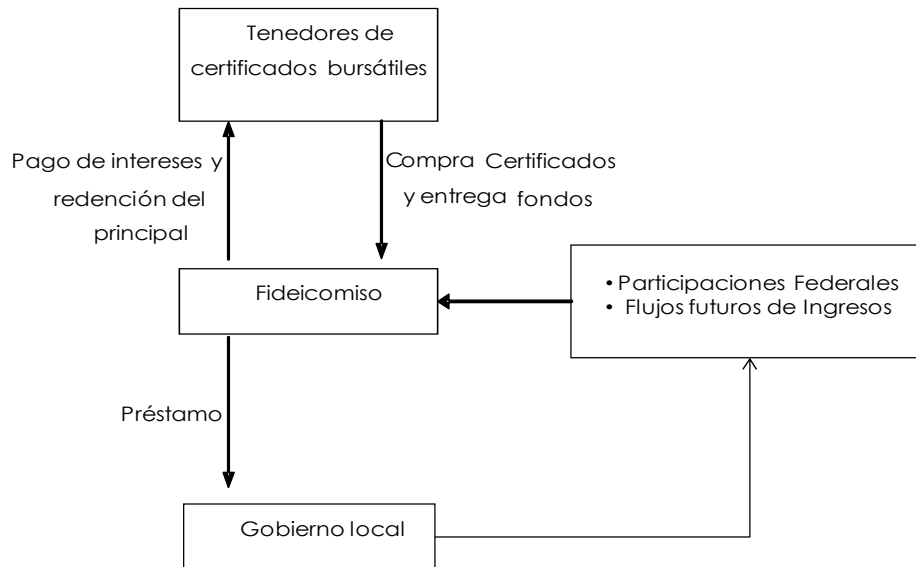 Tenedores de
certificados bursátiles
Pago de intereses y
redención del
principal
Compra Certificados
y entrega fondos
Fideicomiso
• Participaciones Federales
• Flujos futuros de Ingresos
Préstamo
Gobierno local